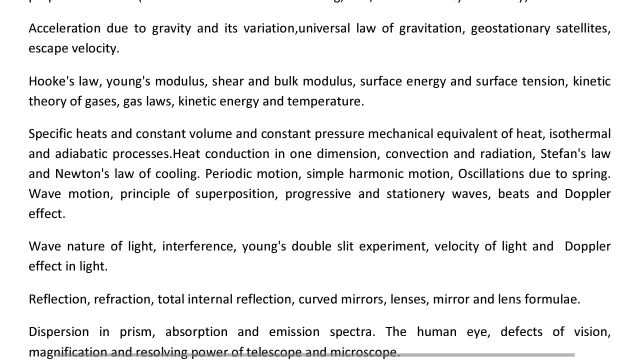 Acceleration due to gravity and its variation,universal law of gravitation, geostationary satellites,
escape velocity.
Hooke's law, young's modulus, shear and bulk modulus, surface energy and surface tension, kinetic
theory of gases, gas laws, kinetic energy and temperature.
Specific heats and constant volume and constant pressure mechanical equivalent of heat, isothermal
and adiabatic processes.Heat conduction in one dimension, convection and radiation, Stefan's law
and Newton's law of cooling. Periodic motion, simple harmonic motion, Oscillations due to spring.
Wave motion, principle of superposition, progressive and stationery waves, beats and Doppler
effect.
Wave nature of light, interference, young's double slit experiment, velocity of light and Doppler
effect in light.
Reflection, refraction, total internal reflection, curved mirrors, lenses, mirror and lens formulae.
Dispersion in prism, absorption and emission spectra. The human eye, defects of vision,
magnification and resolving power of telescope and microscope.